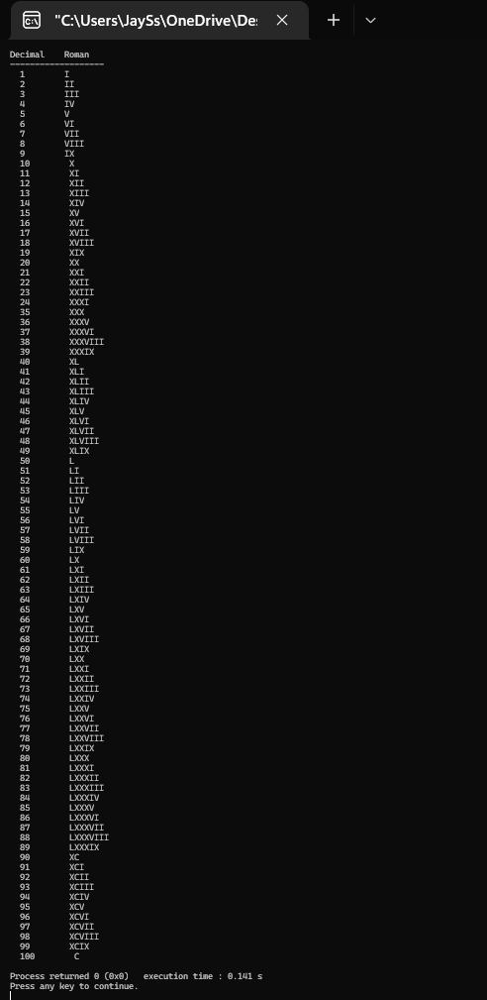 "C:\Users\JaySs\OneDrive\De
Decimal Roman
===================
1 I
2 II
3 III
4 IV
5 V
6 VI
7 VII
8 VIII
9 IX
10 X
11 XI
12 XII
13 XIII
14 XIV
15 XV
16 XVI
17 XVII
18 XVIII
19 XIX
20 XX
21 XXI
22 XXII
23 XXIII
24 XXXI
35 XXX
36 XXXV
37 XXXVI
38 XXXVIII
39 XXXIX
40 XL
41 XLI
42 XLII
43 XLIII
44 XLIV
45 XLV
46 XLVI
47 XLVII
48 XLVIII
49 XLIX
50 L
51 LI
52 LII
53 LIII
54 LIV
55 LV
56 LVI
57 LVII
58 LVIII
59 LIX
60 LX
61 LXI
62 LXII
63 LXIII
64 LXIV
65 LXV
66 LXVI
67 LXVII
68 LXVIII
69 LXIX
70 LXX
71 LXXI
72 LXXII
73 LXXIII
74 LXXIV
75 LXXV
76 LXXVI
77 LXXVII
78 LXXVIII
79 LXXIX
80 LXXX
81 LXXXI
82 LXXXII
83 LXXXIII
84 LXXXIV
85 LXXXV
86 LXXXVI
87 LXXXVII
88 LXXXVIII
89 LXXXIX
90 XC
91 XCI
92 XCII
93 XCIII
94 XCIV
95 XCV
96 XCVI
97 XCVII
98 XCVIII
99 XCIX
100 C
Process returned 0 (0x0) execution time : 0.141 s
Press any key to continue.